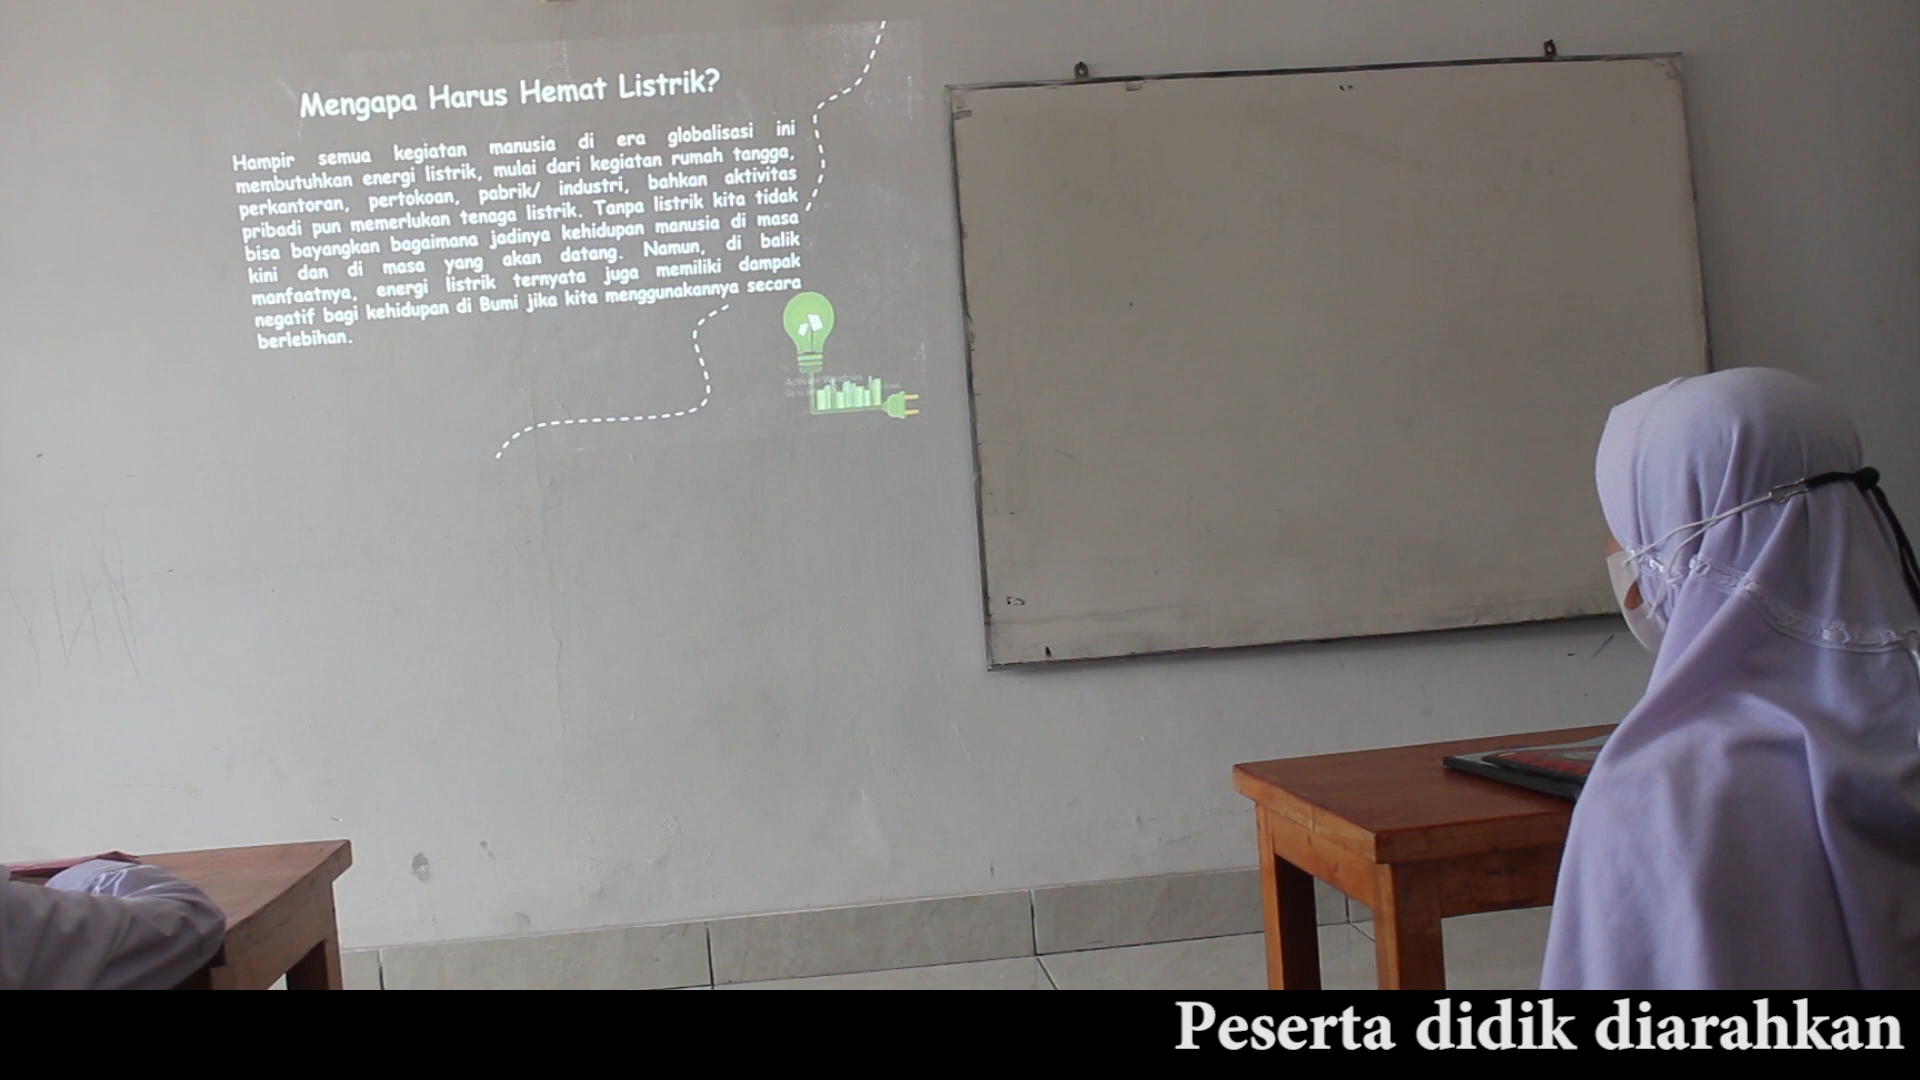 Mengapa Harus Hemat Listrik?
Hampir semua kegiatan manusia di era globalisasi ini
membutuhkan energi listrik, mulai dari kegiatan rumah tangga,
perkantoran, pertokoan, pabrik/ industri, bahkan aktivitas
pribadi pun memerlukan tenaga listrik. Tanpa listrik kita tidak
bisa bayangkan bagaimana jadinya kehidupan manusia di masa
kini dan di masa yang akan datang. Namun, di balik
manfaatnya, energi listrik ternyata juga memiliki dampak
negatif bagi kehidupan di Bumi jika kita menggunakannya secara
berlebihan.
Peserta didik diarahkan